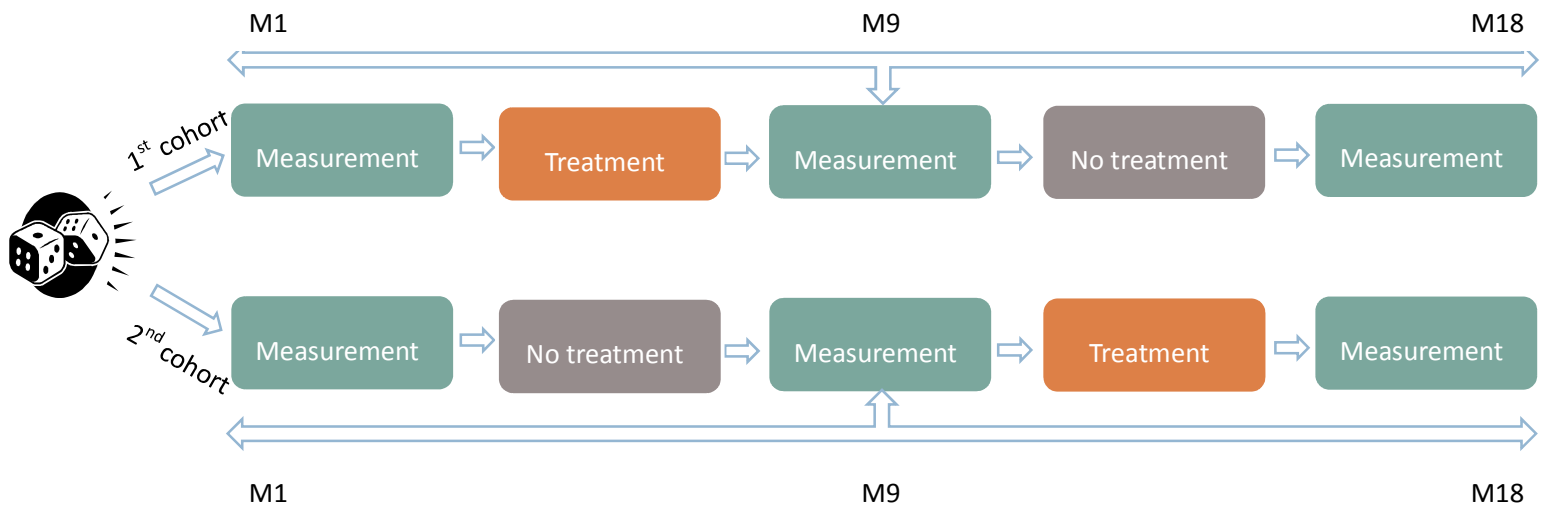 M1 M9 M18
1st cohort
Measurement Treatment Measurement No treatment Measurement
2nd cohort
Measurement No treatment Measurement Treatment Measurement
M1 M9 M18